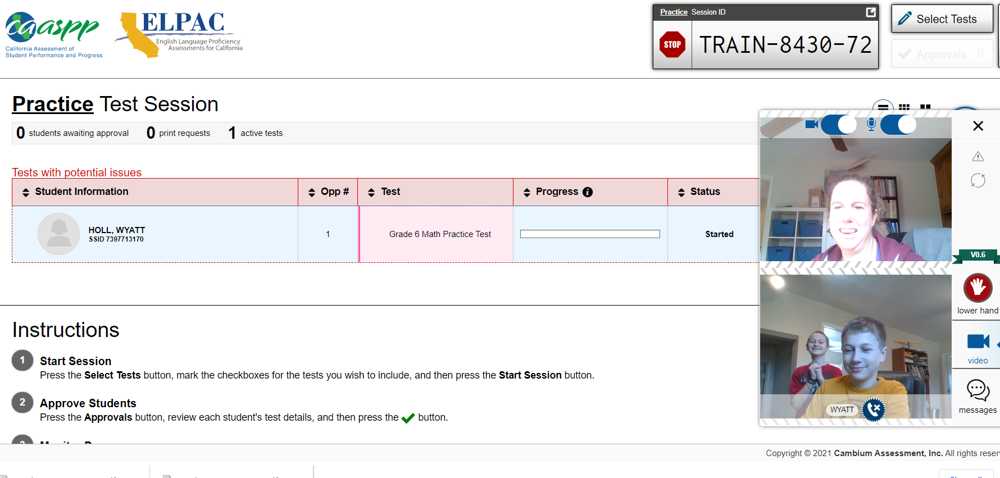 caaspp
California Assessment of
Student Performance and Progress
ELPAC
English Language Proficiency
Assessments for California
Practice Session ID
STOP
TRAIN-8430-72
Select Tests
Approvals 0
Practice Test Session
0 students awaiting approval 0 print requests 1 active tests
Tests with potential issues
Student Information Opp # Test Progress Status
HOLL, WYATT
SSID 7397713170
1 Grade 6 Math Practice Test Started
V0.6
lower hand
video
WYATT
messages
Instructions
1 Start Session
Press the Select Tests button, mark the checkboxes for the tests you wish to include, and then press the Start Session button.
2 Approve Students
Press the Approvals button, review each student's test details, and then press the button.
Copyright © 2021 Cambium Assessment, Inc. All rights reser